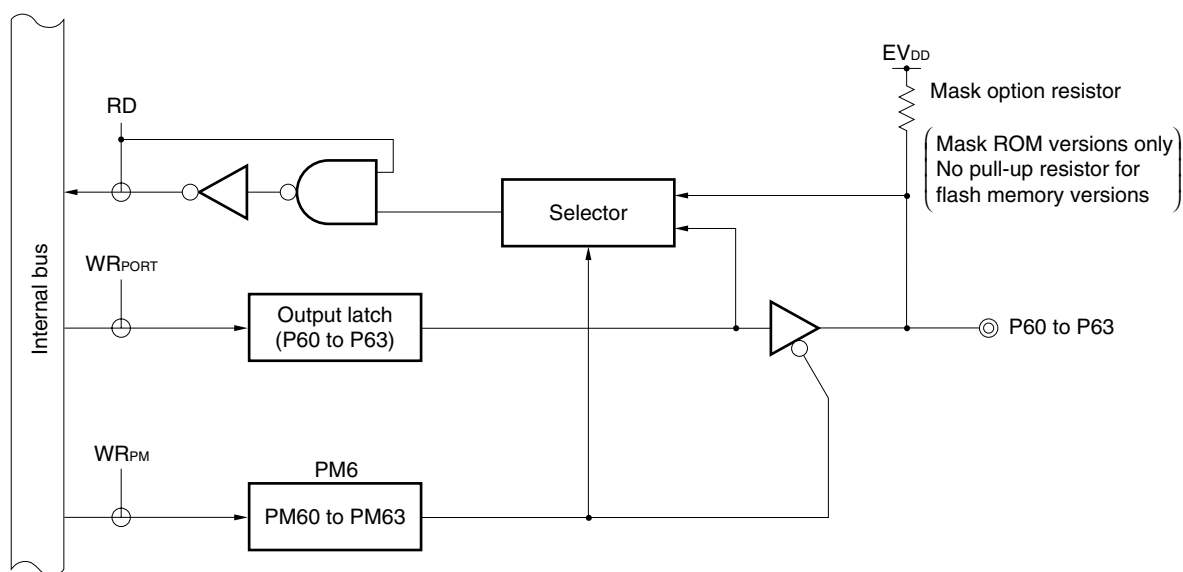 EVDD
Mask option resistor
RD
Mask ROM versions only
No pull-up resistor for
flash memory versions
Selector
Internal bus
WRPORT
Output latch
(P60 to P63)
P60 to P63
WRPM
PM6
PM60 to PM63